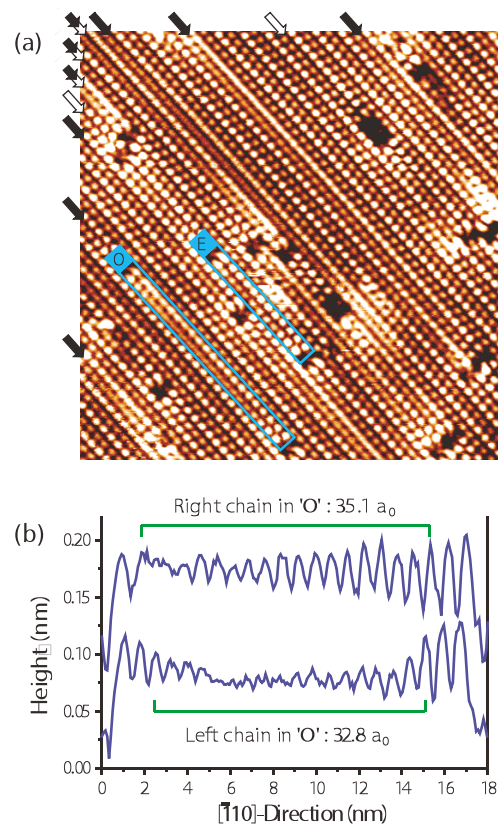 (a)
E
O
(b)
Right chain in 'O' : 35.1 a₀
0.20
0.15
0.10
0.05
0.00
Height (nm)
Left chain in 'O' : 32.8 a₀
0 2 4 6 8 10 12 14 16 18
[1̅10]-Direction (nm)